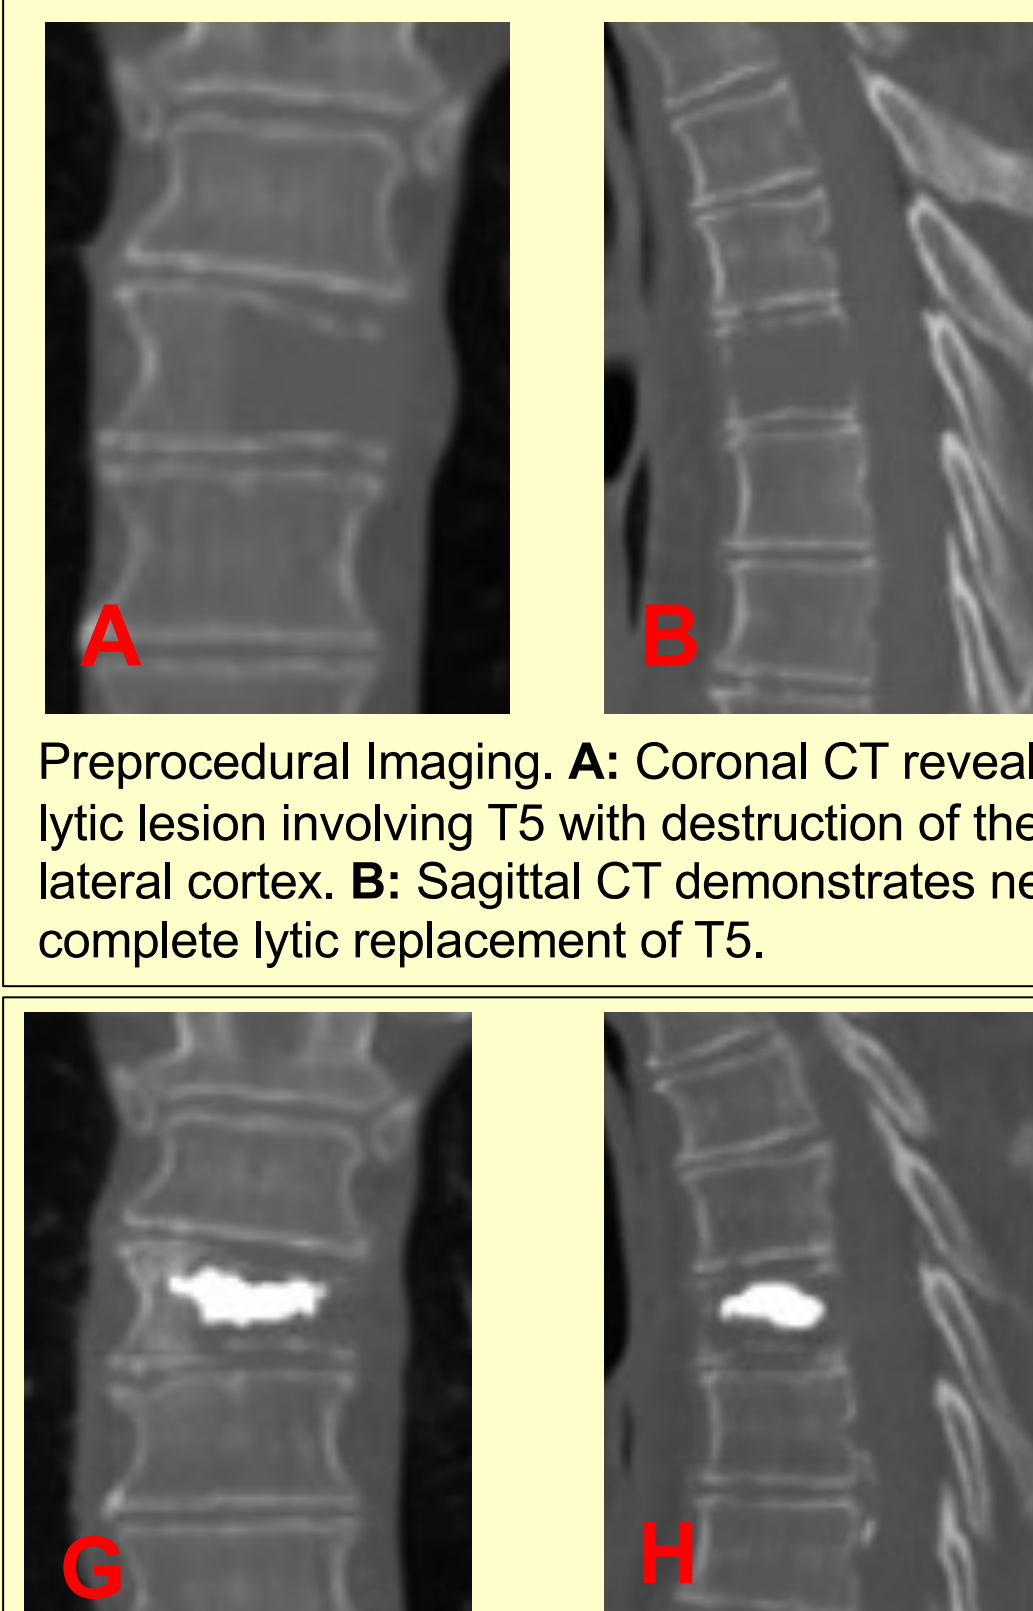 A
B
Preprocedural Imaging. A: Coronal CT reveal
lytic lesion involving T5 with destruction of the
lateral cortex. B: Sagittal CT demonstrates ne
complete lytic replacement of T5.
G
H